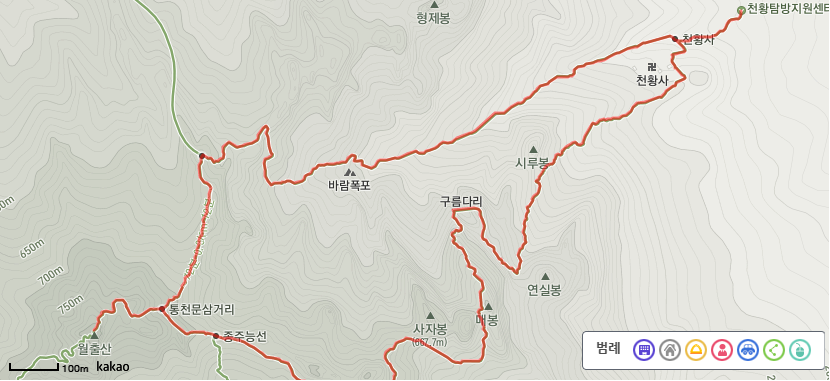 천황탐방지원센터
형제봉
천황사
卍
천황사
시루봉
바람폭포
구름다리
0m
650m
700m
연실봉
750m
매봉
통천문삼거리
사자봉
(667.7m)
종주능선
월출산
범례
100m kakao